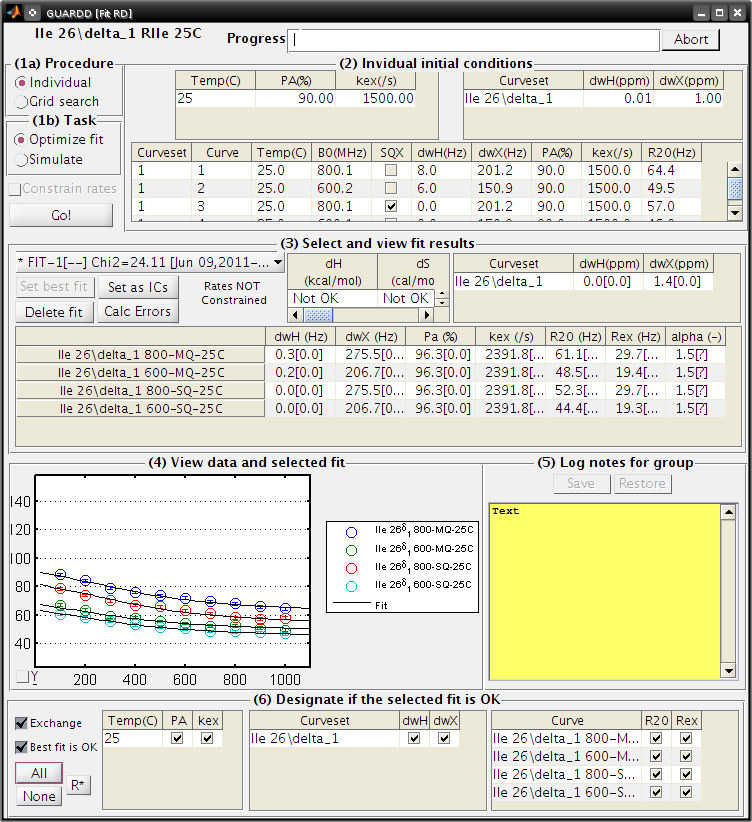 GUARDD [Fit RD]
Ile 26\delta_1 RIle 25C
Progress
Abort
(1a) Procedure
Individual
Grid search
(1b) Task
Optimize fit
Simulate
Constrain rates
Go!
(2) Invidual initial conditions
Temp(C) PA(%) kex(/s)
25 90.00 1500.00
Curveset dwH(ppm) dwX(ppm)
Ile 26\delta_1 0.01 1.00
Curveset Curve Temp(C) B0(MHz) SQX dwH(Hz) dwX(Hz) PA(%) kex(/s) R20(Hz)
1 1 25.0 800.1 8.0 201.2 90.0 1500.0 64.4
1 2 25.0 600.2 6.0 150.9 90.0 1500.0 49.5
1 3 25.0 800.1 0.0 201.2 90.0 1500.0 57.0
(3) Select and view fit results
* FIT-1[--] Chi2=24.11 [Jun 09,2011-...
Set best fit
Set as ICs
Delete fit
Calc Errors
Rates NOT
Constrained
dH dS
(kcal/mol) (cal/mo
Not OK Not OK
Curveset dwH(ppm) dwX(ppm)
Ile 26\delta_1 0.0[0.0] 1.4[0.0]
dwH (Hz) dwX (Hz) Pa (%) kex (/s) R20 (Hz) Rex (Hz) alpha (-)
Ile 26\delta_1 800-MQ-25C 0.3[0.0] 275.5[0... 96.3[0.0] 2391.8[... 61.1[... 29.7[... 1.5[?]
Ile 26\delta_1 600-MQ-25C 0.2[0.0] 206.7[0... 96.3[0.0] 2391.8[... 48.5[... 19.4[... 1.5[?]
Ile 26\delta_1 800-SQ-25C 0.0[0.0] 275.5[0... 96.3[0.0] 2391.8[... 52.3[... 29.7[... 1.5[?]
Ile 26\delta_1 600-SQ-25C 0.0[0.0] 206.7[0... 96.3[0.0] 2391.8[... 44.4[... 19.3[... 1.5[?]
(4) View data and selected fit
140
120
100
80
60
40
Y
200 400 600 800 1000
Ile 26δ1 800-MQ-25C
Ile 26δ1 600-MQ-25C
Ile 26δ1 800-SQ-25C
Ile 26δ1 600-SQ-25C
Fit
(5) Log notes for group
Save
Restore
Text
(6) Designate if the selected fit is OK
Exchange
Best fit is OK
All
None
R*
Temp(C) PA kex
25
Curveset dwH dwX
Ile 26\delta_1
Curve R20 Rex
Ile 26\delta_1 800-M...
Ile 26\delta_1 600-M...
Ile 26\delta_1 800-S...
Ile 26\delta_1 600-S...